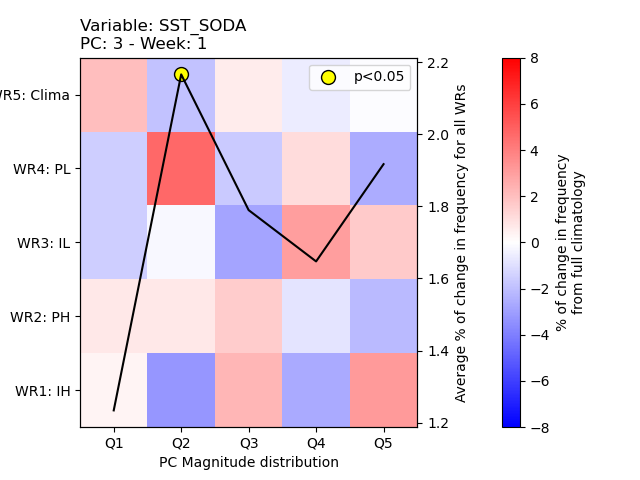 Variable: SST_SODA
PC: 3 - Week: 1
p<0.05
WR5: Clima
WR4: PL
WR3: IL
WR2: PH
WR1: IH
Q1 Q2 Q3 Q4 Q5
PC Magnitude distribution
2.2
2.0
1.8
1.6
1.4
1.2
Average % of change in frequency for all WRs
8
6
4
2
0
−2
−4
−6
−8
% of change in frequency
from full climatology